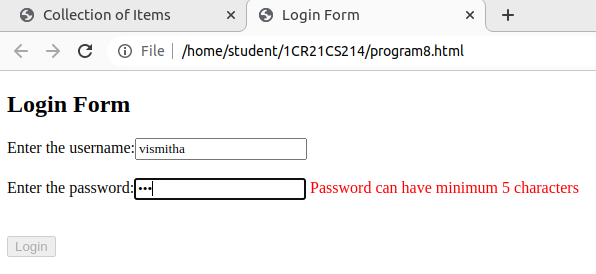 Collection of Items Login Form
File /home/student/1CR21CS214/program8.html
Login Form
Enter the username: vismitha
Enter the password: ••• Password can have minimum 5 characters
Login